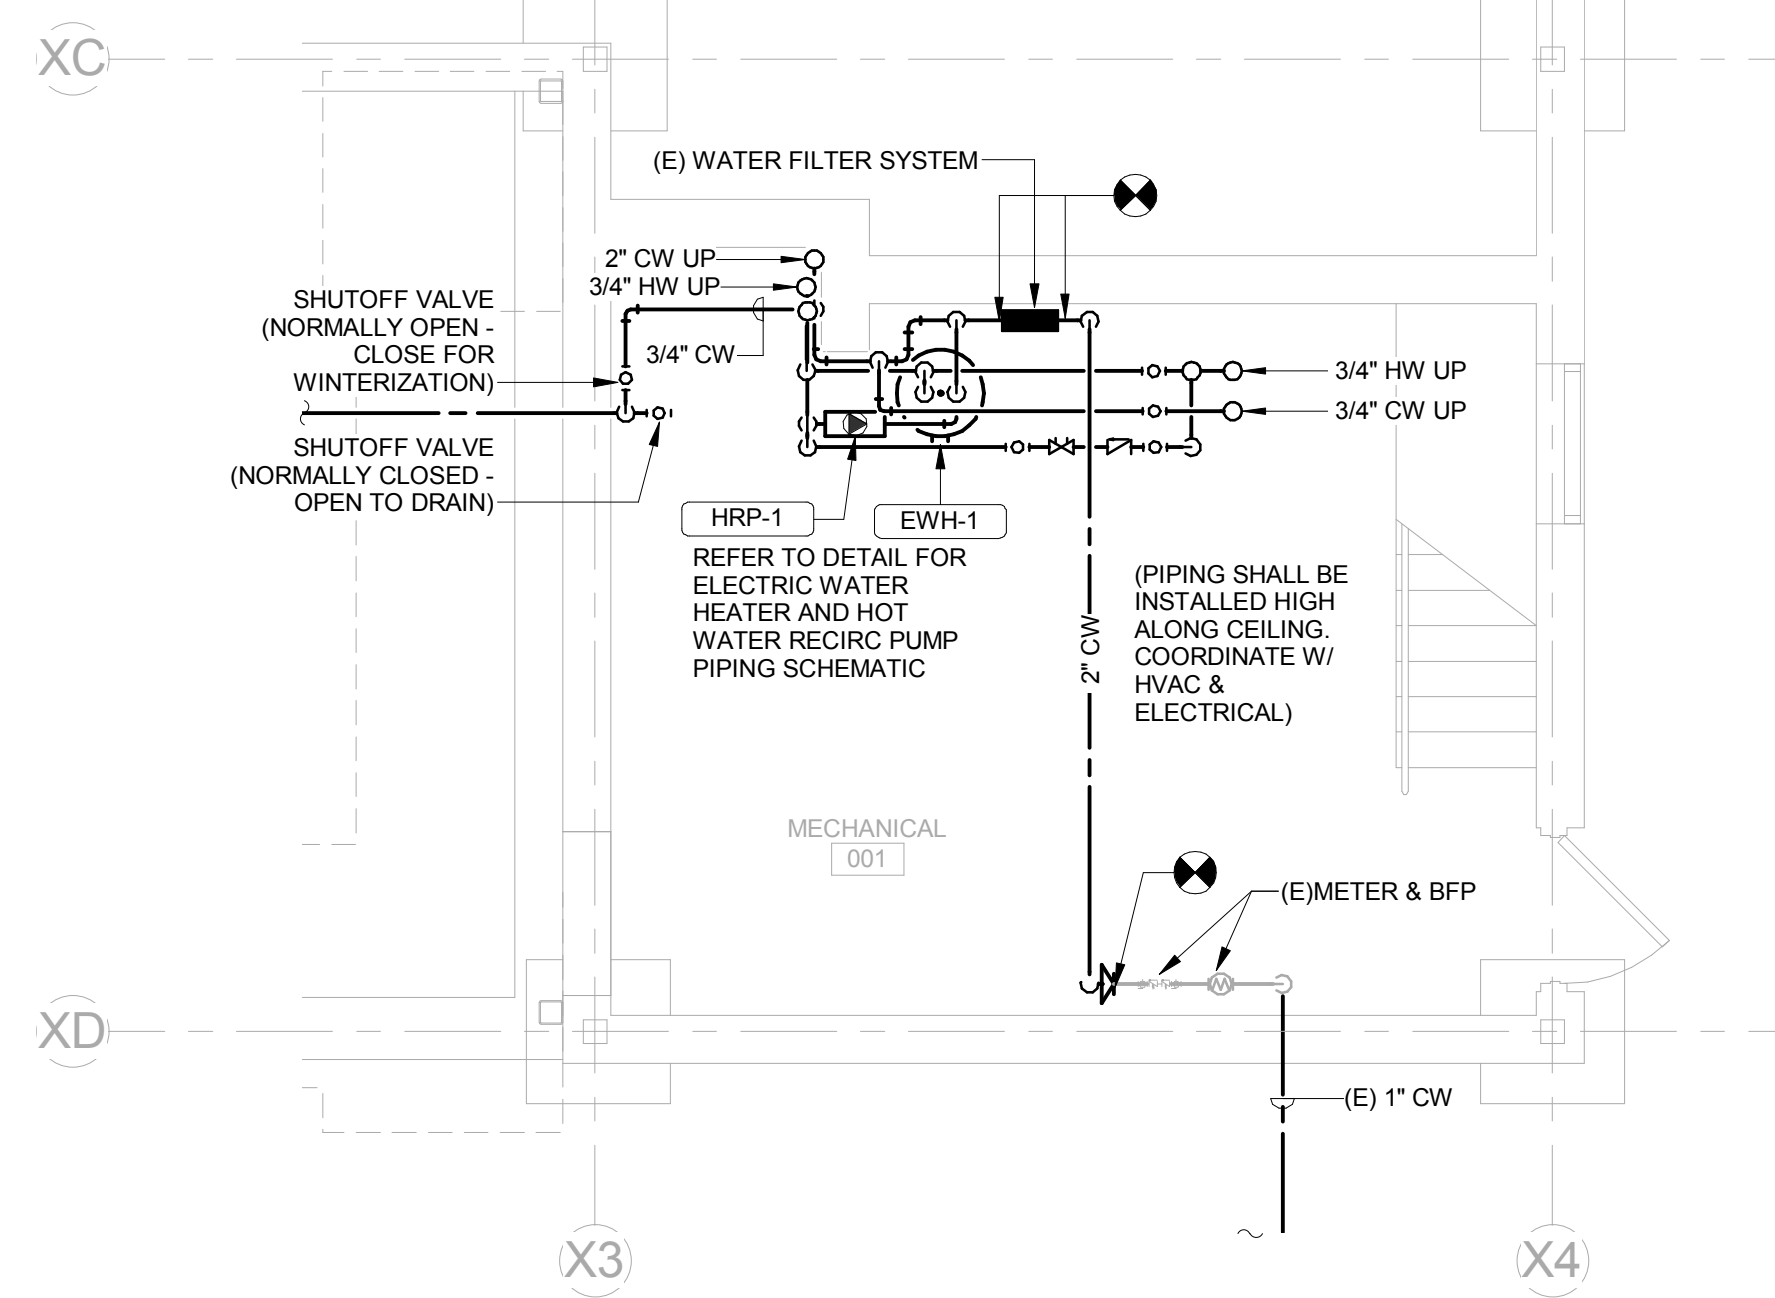 XC
(E) WATER FILTER SYSTEM
2" CW UP
3/4" HW UP
SHUTOFF VALVE
(NORMALLY OPEN -
CLOSE FOR
WINTERIZATION)
3/4" CW
3/4" HW UP
3/4" CW UP
SHUTOFF VALVE
(NORMALLY CLOSED -
OPEN TO DRAIN)
HRP-1
EWH-1
REFER TO DETAIL FOR
ELECTRIC WATER
HEATER AND HOT
WATER RECIRC PUMP
PIPING SCHEMATIC
2" CW
(PIPING SHALL BE
INSTALLED HIGH
ALONG CEILING.
COORDINATE W/
HVAC &
ELECTRICAL)
MECHANICAL
001
(E)METER & BFP
XD
(E) 1" CW
X3
X4